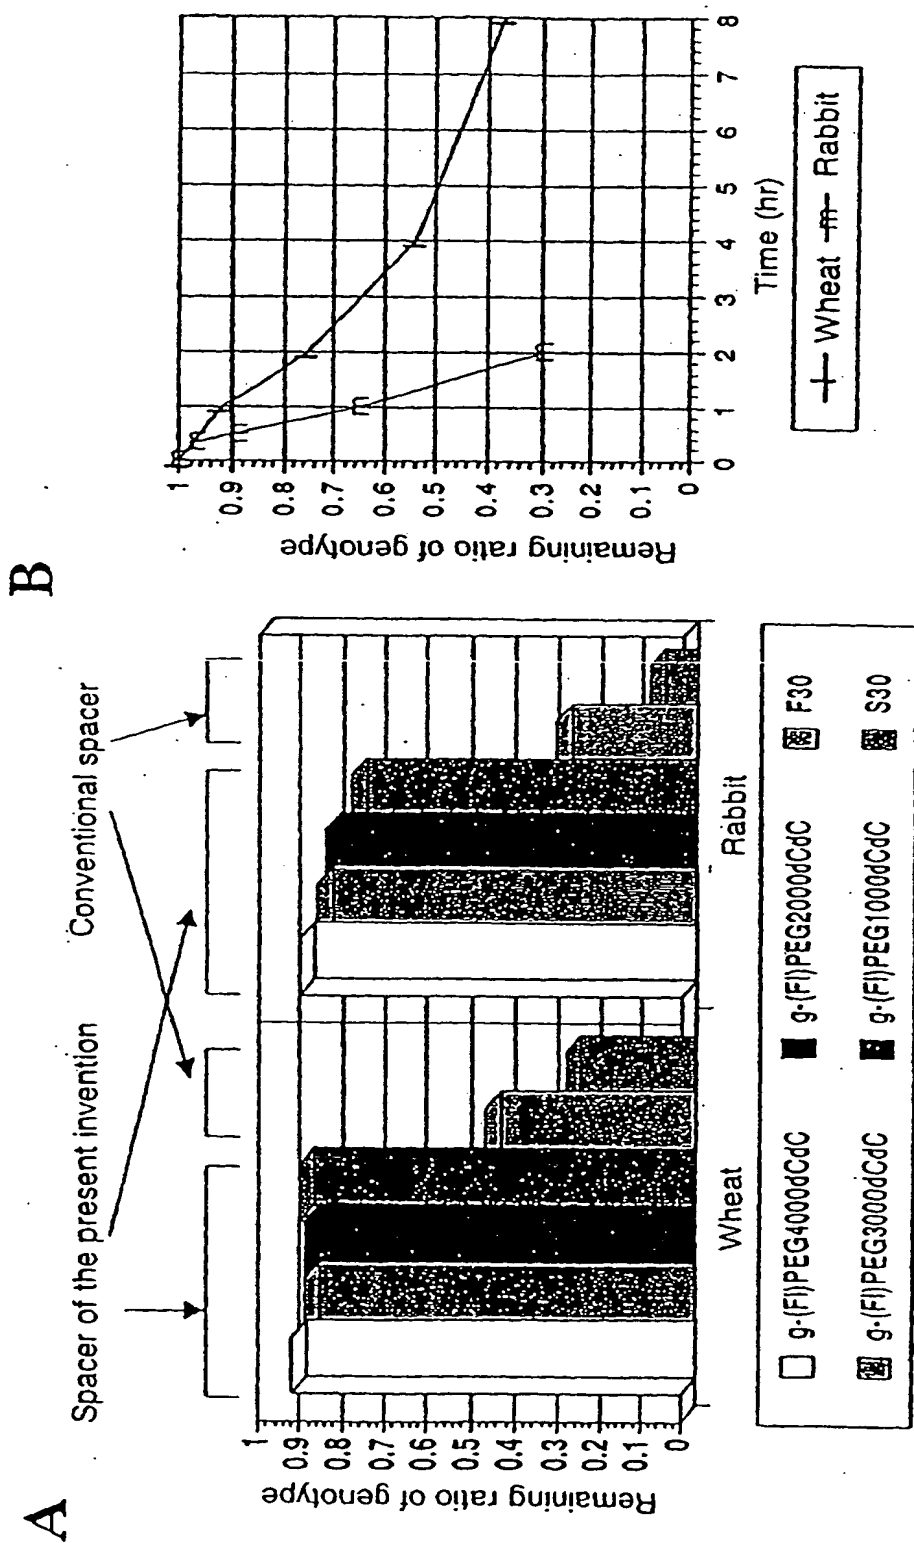 A
Spacer of the present invention
Conventional spacer
Remaining ratio of genotype
1
0.9
0.8
0.7
0.6
0.5
0.4
0.3
0.2
0.1
0
Wheat
Rabbit
g·(Fl)PEG4000dCdC
g·(Fl)PEG2000dCdC
F30
g·(Fl)PEG3000dCdC
g·(Fl)PEG1000dCdC
S30
B
Remaining ratio of genotype
1
0.9
0.8
0.7
0.6
0.5
0.4
0.3
0.2
0.1
0
0 1 2 3 4 5 6 7 8
Time (hr)
Wheat
m Rabbit